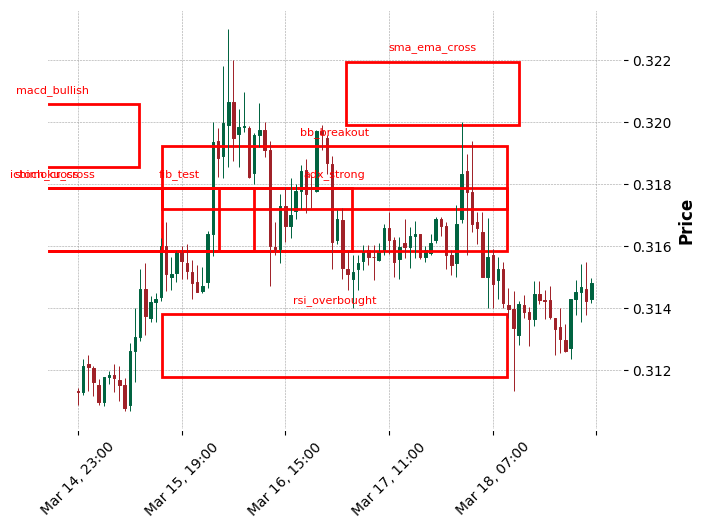 sma_ema_cross
macd_bullish
bb_breakout
stoch_cross
fib_test
adx_strong
rsi_overbought
0.322
0.320
0.318
0.316
0.314
0.312
Price
Mar 14, 23:00
Mar 15, 19:00
Mar 16, 15:00
Mar 17, 11:00
Mar 18, 07:00